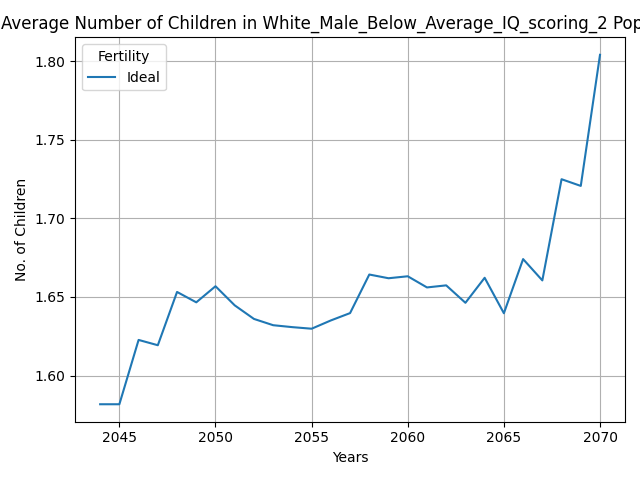 Average Number of Children in White_Male_Below_Average_IQ_scoring_2 Pop
Fertility
Ideal
1.80
1.75
1.70
1.65
1.60
No. of Children
2045 2050 2055 2060 2065 2070
Years